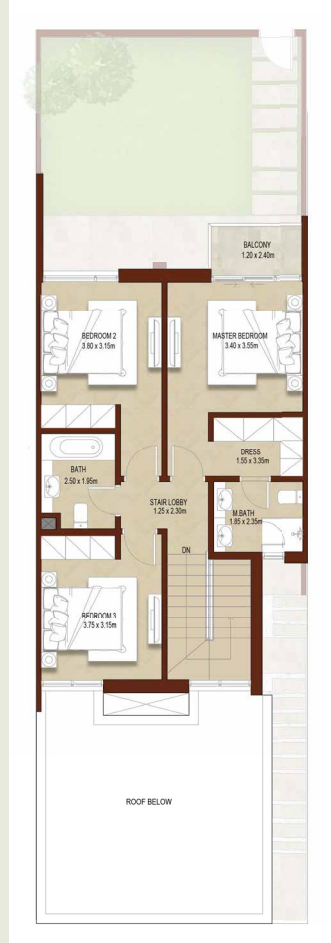 BALCONY
1.20 x 2.40m
BEDROOM 2
3.80 x 3.15m
MASTER BEDROOM
3.40 x 3.55m
DRESS
1.55 x 3.35m
BATH
2.50 x 1.95m
STAIR LOBBY
1.25 x 2.30m
M.BATH
1.85 x 2.35m
DN
BEDROOM 3
3.75 x 3.15m
ROOF BELOW